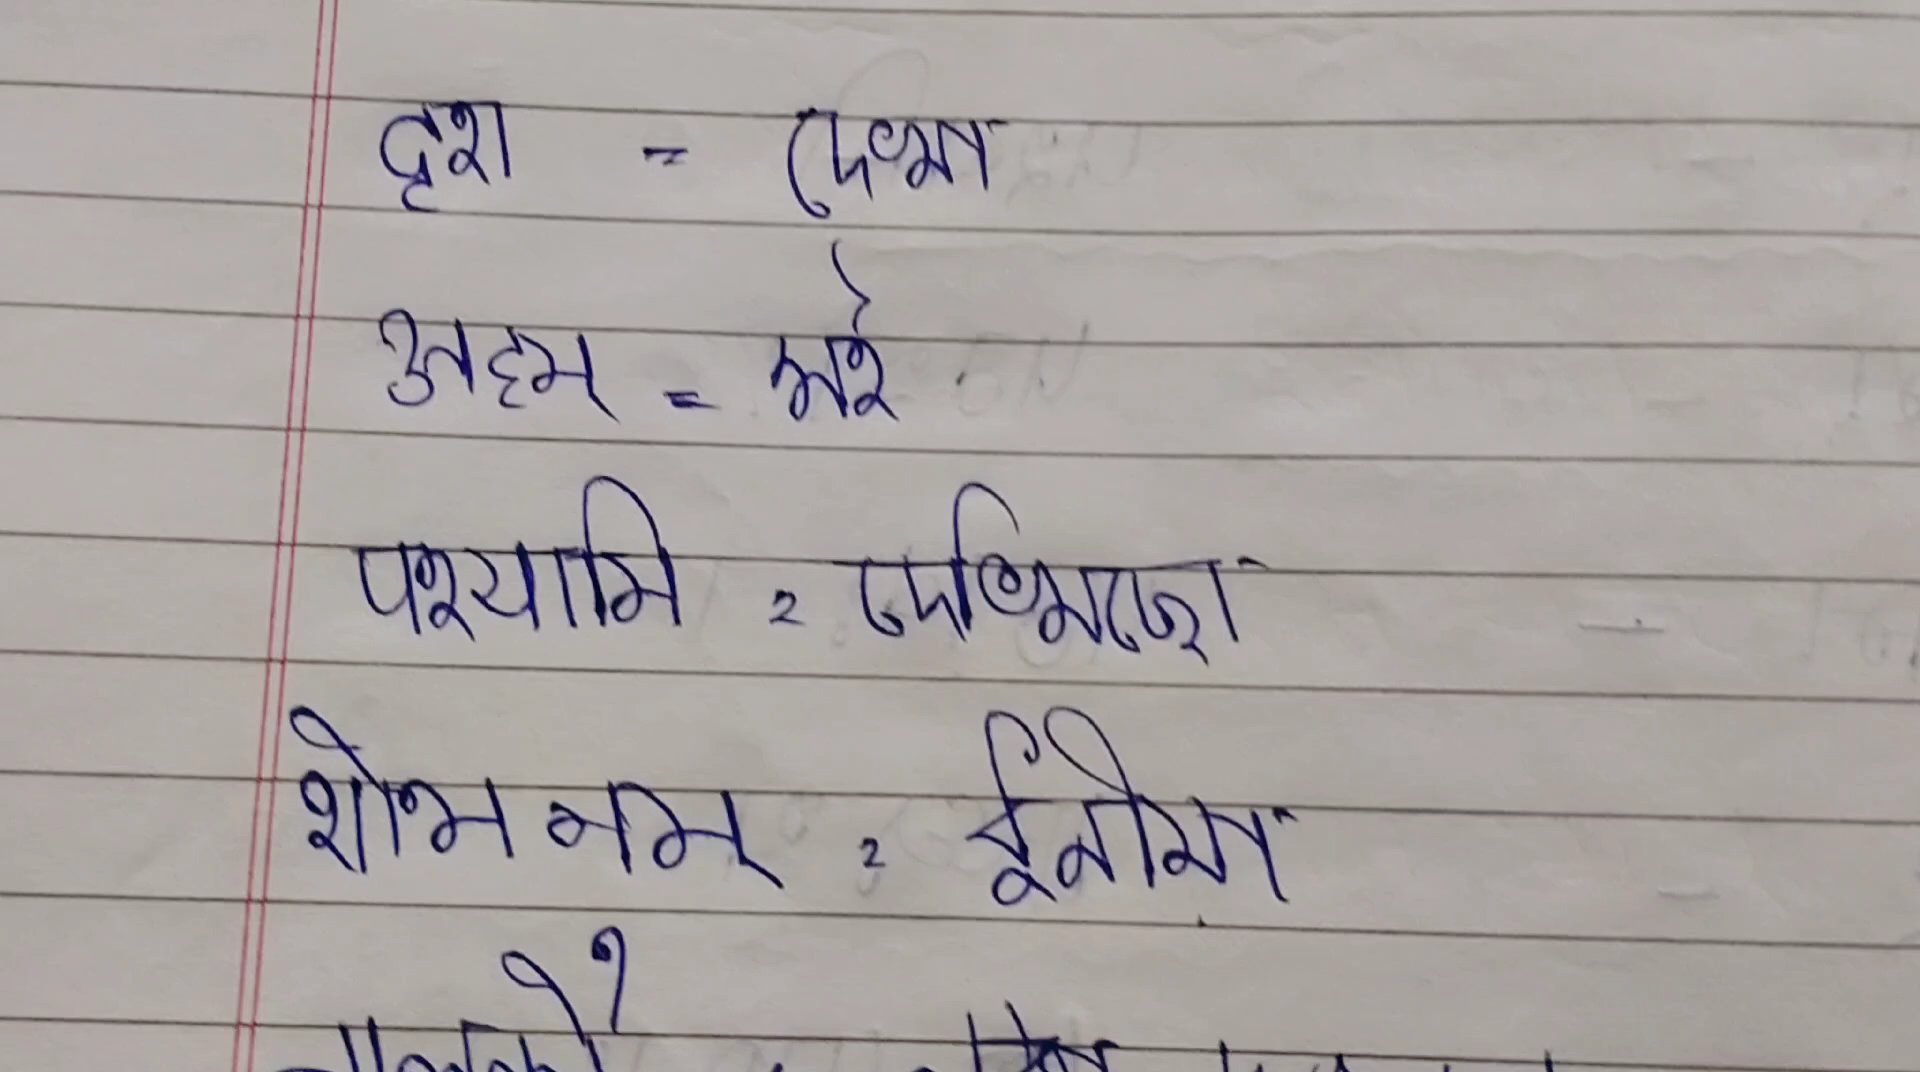 दृश = দেখা
अहम् = মই
पश्यामि = দেখিছো
शोभनम् = ধুনীয়া